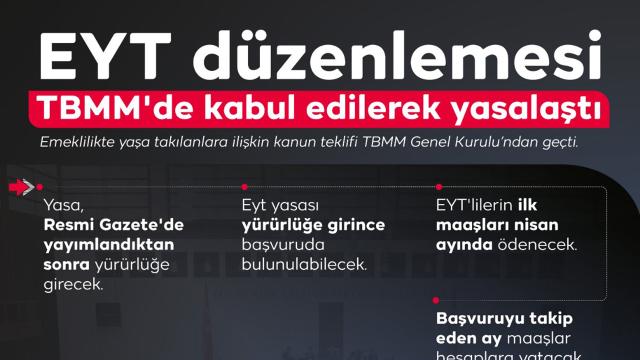 EYT düzenlemesi
TBMM'de kabul edilerek yasalaştı
Emeklilikte yaşa takılanlara ilişkin kanun teklifi TBMM Genel Kurulu’ndan geçti.
Yasa,
Resmi Gazete'de
yayımlandıktan
sonra yürürlüğe
girecek.
Eyt yasası
yürürlüğe girince
başvuruda
bulunulabilecek.
EYT'lilerin ilk
maaşları nisan
ayında ödenecek.
Başvuruyu takip
eden ay maaşlar
hesaplara yatacak